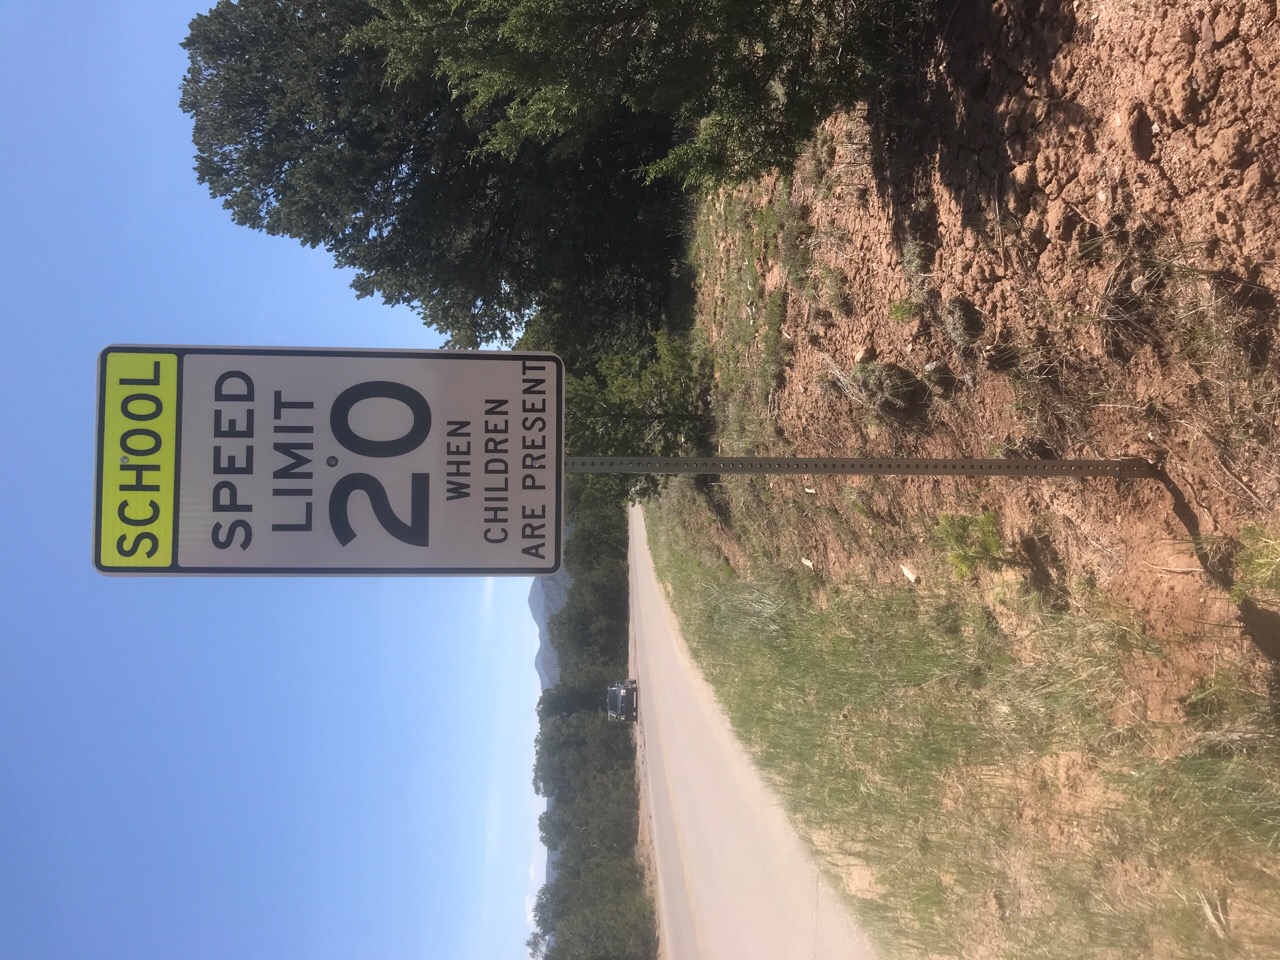 SCHOOL
SPEED
LIMIT
20
WHEN
CHILDREN
ARE PRESENT